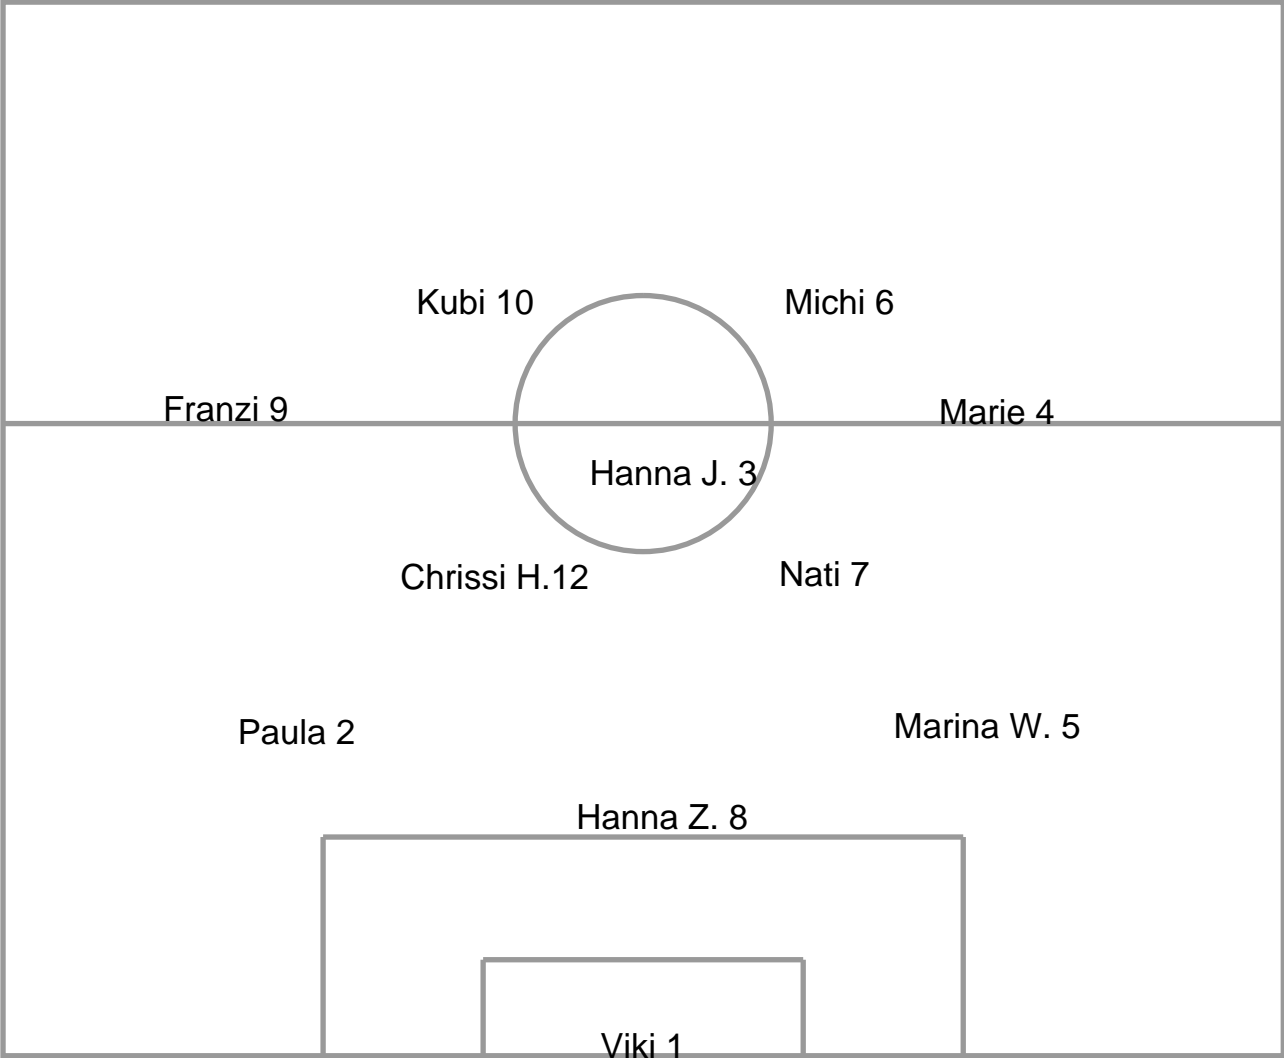 Kubi 10
Michi 6
Franzi 9
Marie 4
Hanna J. 3
Chrissi H.12
Nati 7
Paula 2
Marina W. 5
Hanna Z. 8
Viki 1